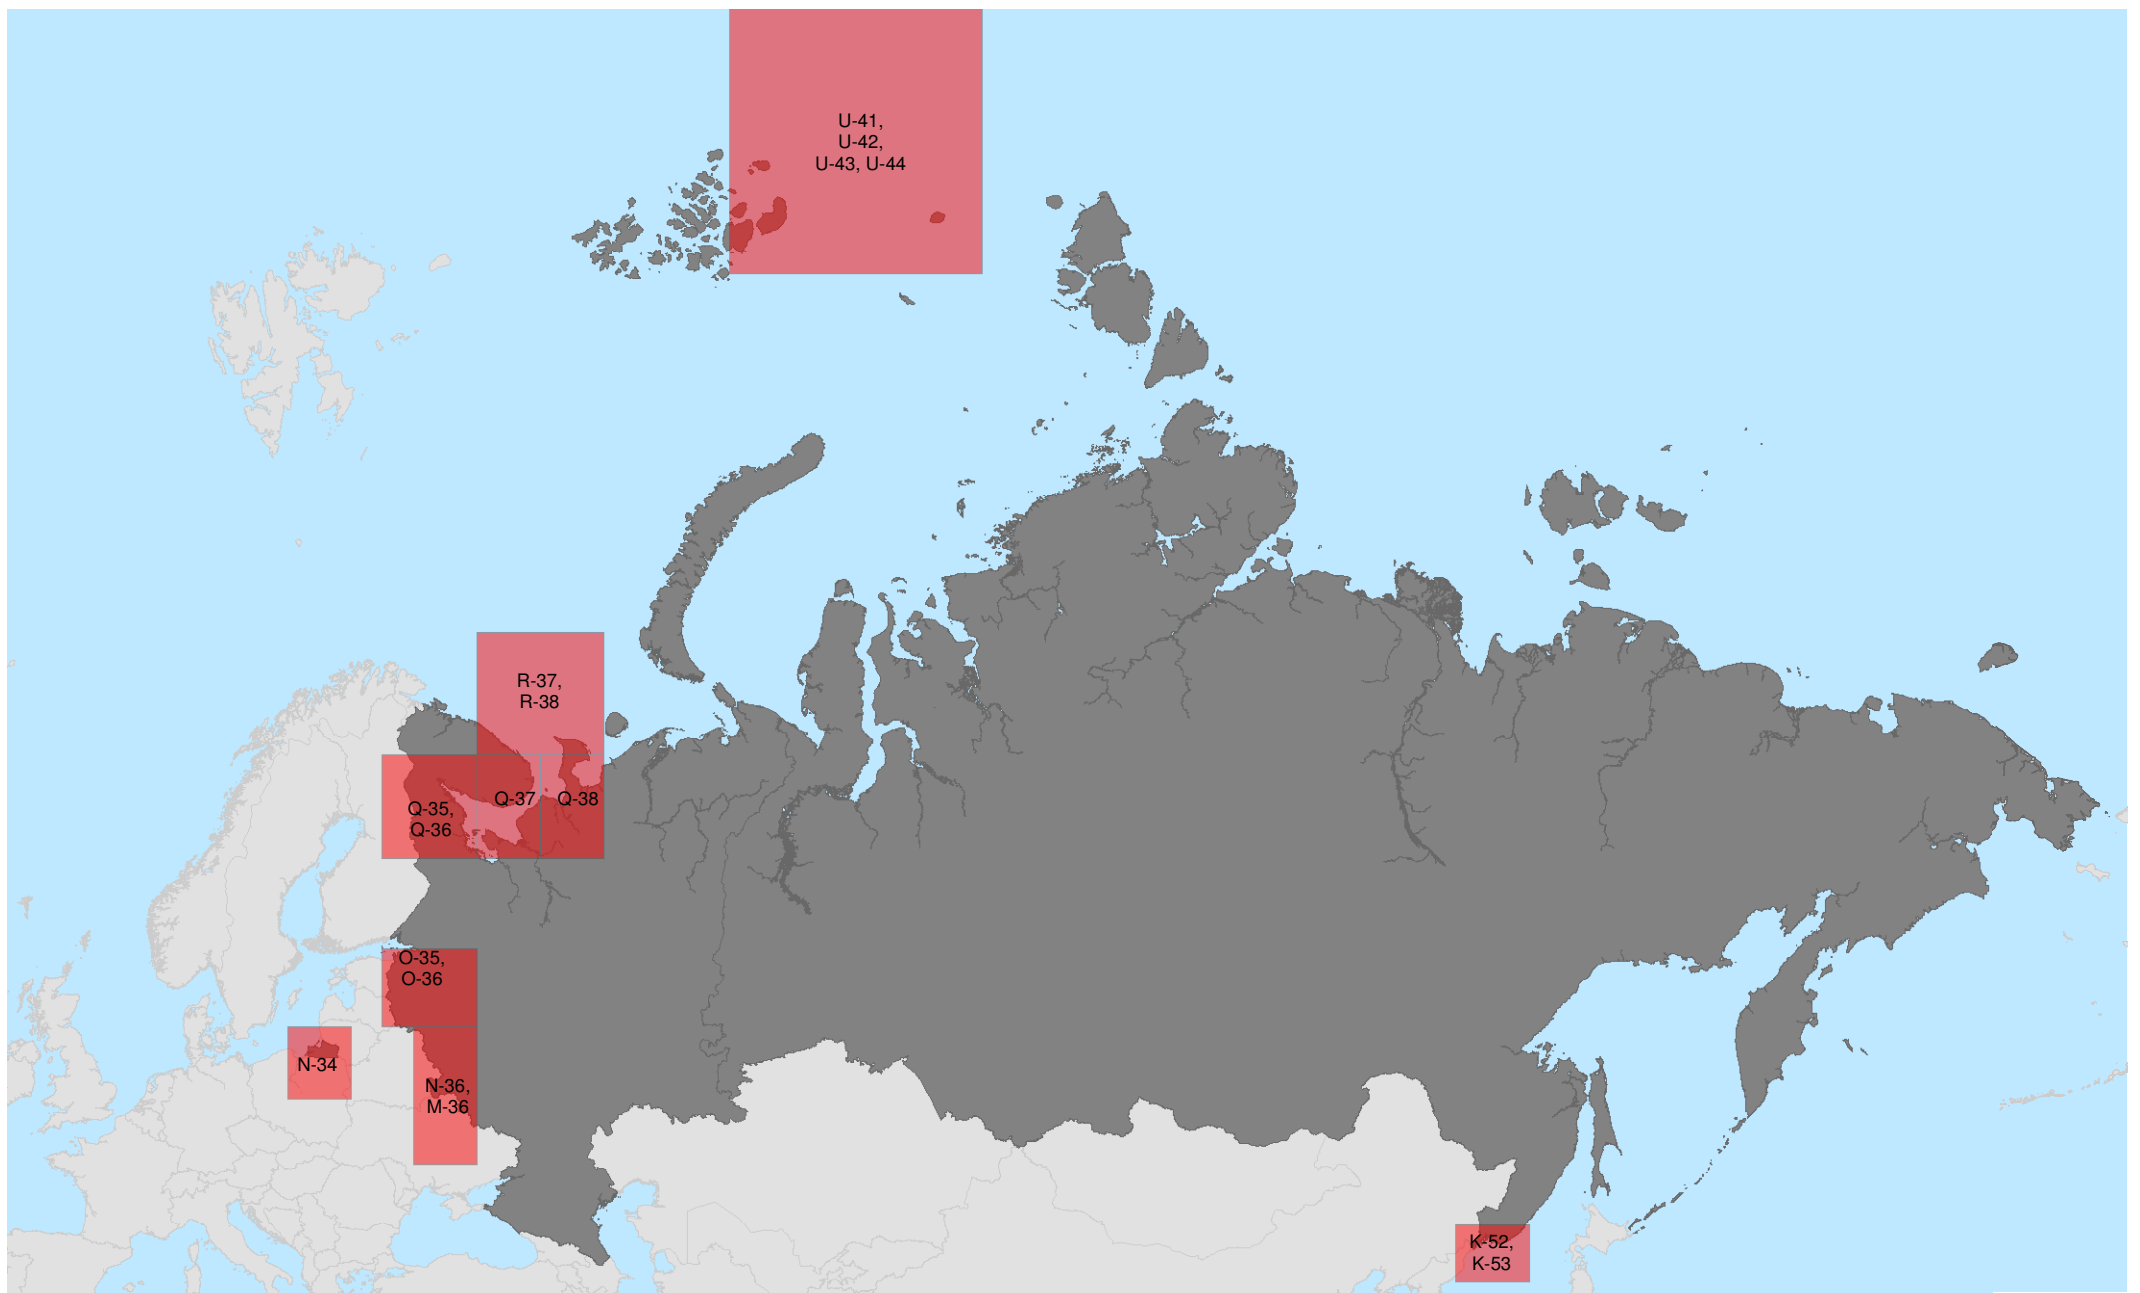 U-41,
U-42,
U-43, U-44
R-37,
R-38
Q-35,
Q-36
Q-37
Q-38
O-35,
O-36
N-34
N-36,
M-36
K-52,
K-53